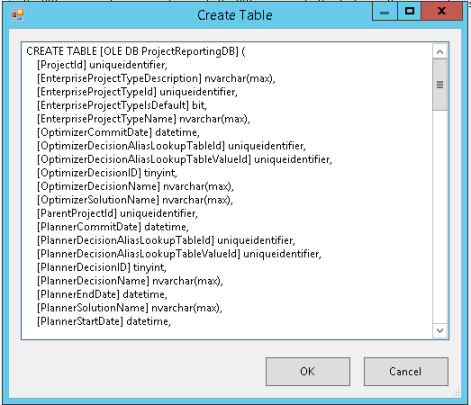 Create Table
CREATE TABLE [OLE DB ProjectReportingDB] (
[ProjectId] uniqueidentifier,
[EnterpriseProjectTypeDescription] nvarchar(max),
[EnterpriseProjectTypeId] uniqueidentifier,
[EnterpriseProjectTypeIsDefault] bit,
[EnterpriseProjectTypeName] nvarchar(max),
[OptimizerCommitDate] datetime,
[OptimizerDecisionAliasLookupTableId] uniqueidentifier,
[OptimizerDecisionAliasLookupTableValueId] uniqueidentifier,
[OptimizerDecisionID] tinyint,
[OptimizerDecisionName] nvarchar(max),
[OptimizerSolutionName] nvarchar(max),
[ParentProjectId] uniqueidentifier,
[PlannerCommitDate] datetime,
[PlannerDecisionAliasLookupTableId] uniqueidentifier,
[PlannerDecisionAliasLookupTableValueId] uniqueidentifier,
[PlannerDecisionID] tinyint,
[PlannerDecisionName] nvarchar(max),
[PlannerEndDate] datetime,
[PlannerSolutionName] nvarchar(max),
[PlannerStartDate] datetime,
OK
Cancel